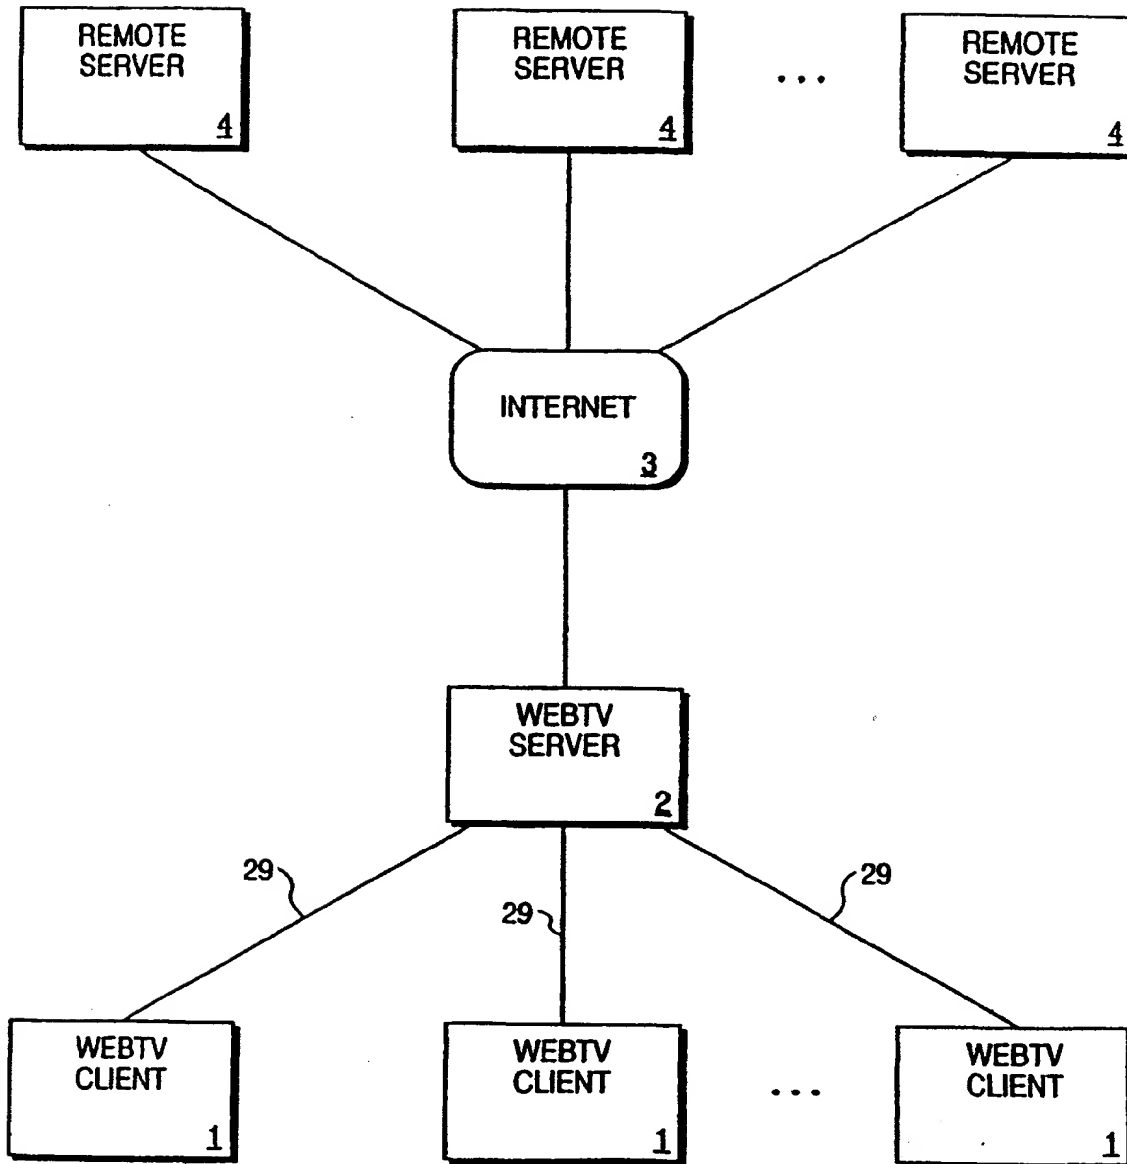 REMOTE
SERVER
4
REMOTE
SERVER
4
...
REMOTE
SERVER
4
INTERNET
3
WEBTV
SERVER
2
29
29
29
WEBTV
CLIENT
1
WEBTV
CLIENT
1
...
WEBTV
CLIENT
1